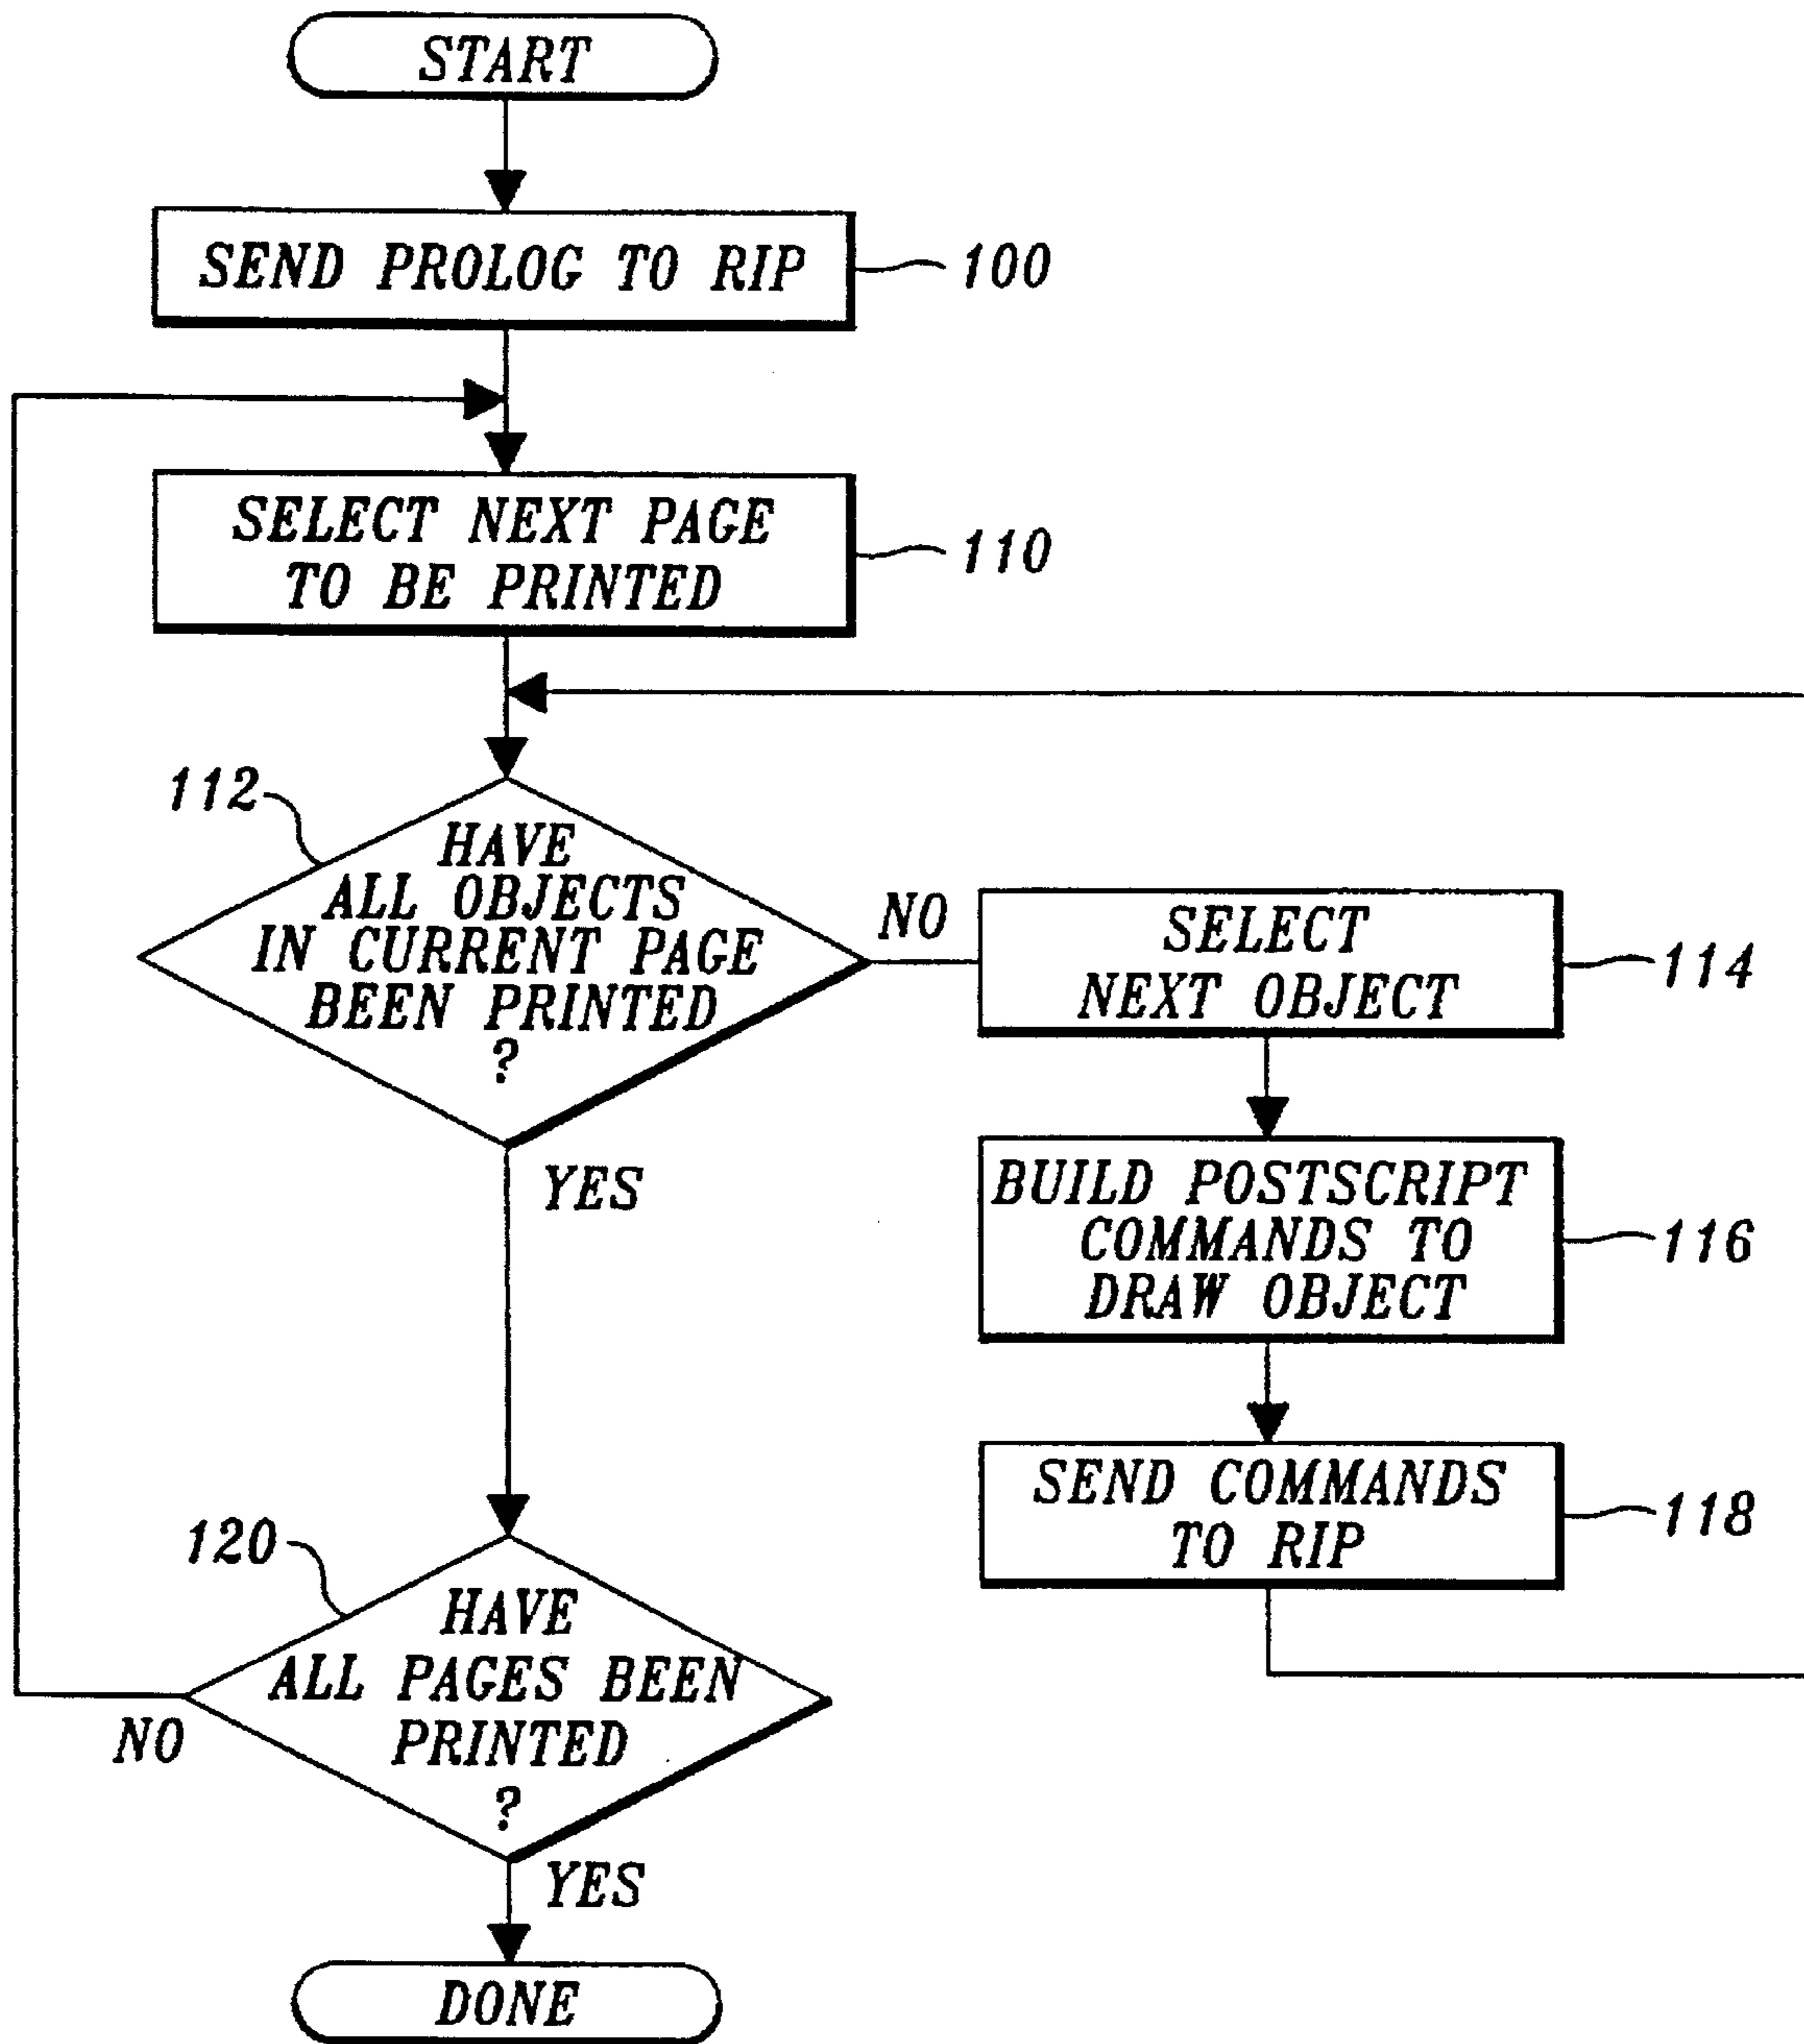 START
SEND PROLOG TO RIP
100
SELECT NEXT PAGE
TO BE PRINTED
110
112
HAVE
ALL OBJECTS
IN CURRENT PAGE
BEEN PRINTED
?
NO
YES
SELECT
NEXT OBJECT
114
BUILD POSTSCRIPT
COMMANDS TO
DRAW OBJECT
116
SEND COMMANDS
TO RIP
118
120
HAVE
ALL PAGES BEEN
PRINTED
?
NO
YES
DONE